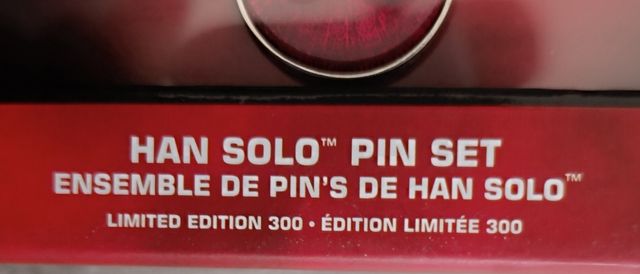 HAN SOLO™ PIN SET
ENSEMBLE DE PIN'S DE HAN SOLO™
LIMITED EDITION 300 • ÉDITION LIMITÉE 300